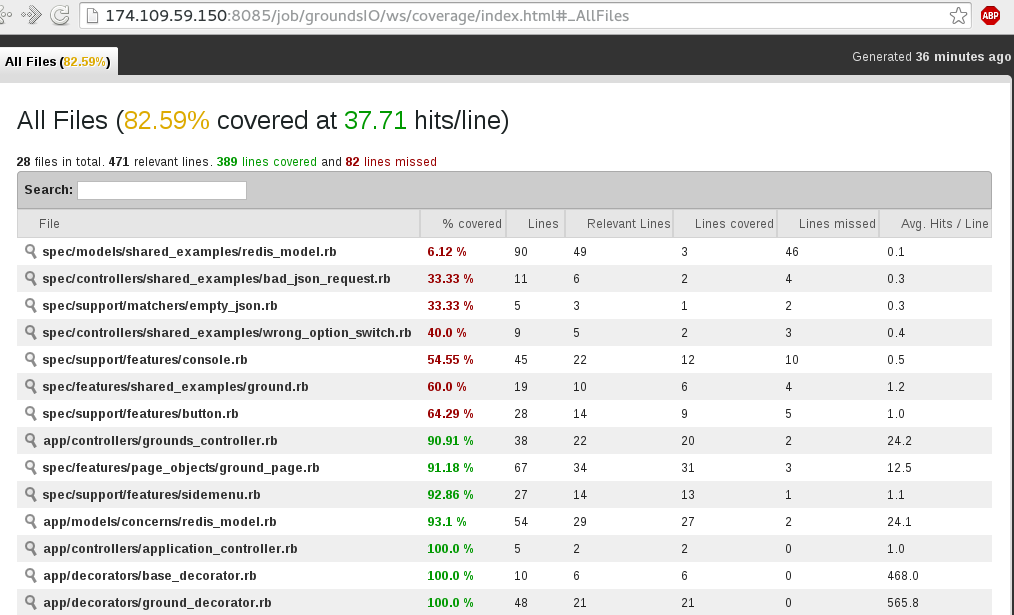 174.109.59.150:8085/job/groundsIO/ws/coverage/index.html#_AllFiles
ABP
All Files (82.59%)
Generated 36 minutes ago
All Files (82.59% covered at 37.71 hits/line)
28 files in total. 471 relevant lines. 389 lines covered and 82 lines missed
Search:
File % covered Lines Relevant Lines Lines covered Lines missed Avg. Hits / Line
spec/models/shared_examples/redis_model.rb 6.12 % 90 49 3 46 0.1
spec/controllers/shared_examples/bad_json_request.rb 33.33 % 11 6 2 4 0.3
spec/support/matchers/empty_json.rb 33.33 % 5 3 1 2 0.3
spec/controllers/shared_examples/wrong_option_switch.rb 40.0 % 9 5 2 3 0.4
spec/support/features/console.rb 54.55 % 45 22 12 10 0.5
spec/features/shared_examples/ground.rb 60.0 % 19 10 6 4 1.2
spec/support/features/button.rb 64.29 % 28 14 9 5 1.0
app/controllers/grounds_controller.rb 90.91 % 38 22 20 2 24.2
spec/features/page_objects/ground_page.rb 91.18 % 67 34 31 3 12.5
spec/support/features/sidemenu.rb 92.86 % 27 14 13 1 1.1
app/models/concerns/redis_model.rb 93.1 % 54 29 27 2 24.1
app/controllers/application_controller.rb 100.0 % 5 2 2 0 1.0
app/decorators/base_decorator.rb 100.0 % 10 6 6 0 468.0
app/decorators/ground_decorator.rb 100.0 % 48 21 21 0 565.8